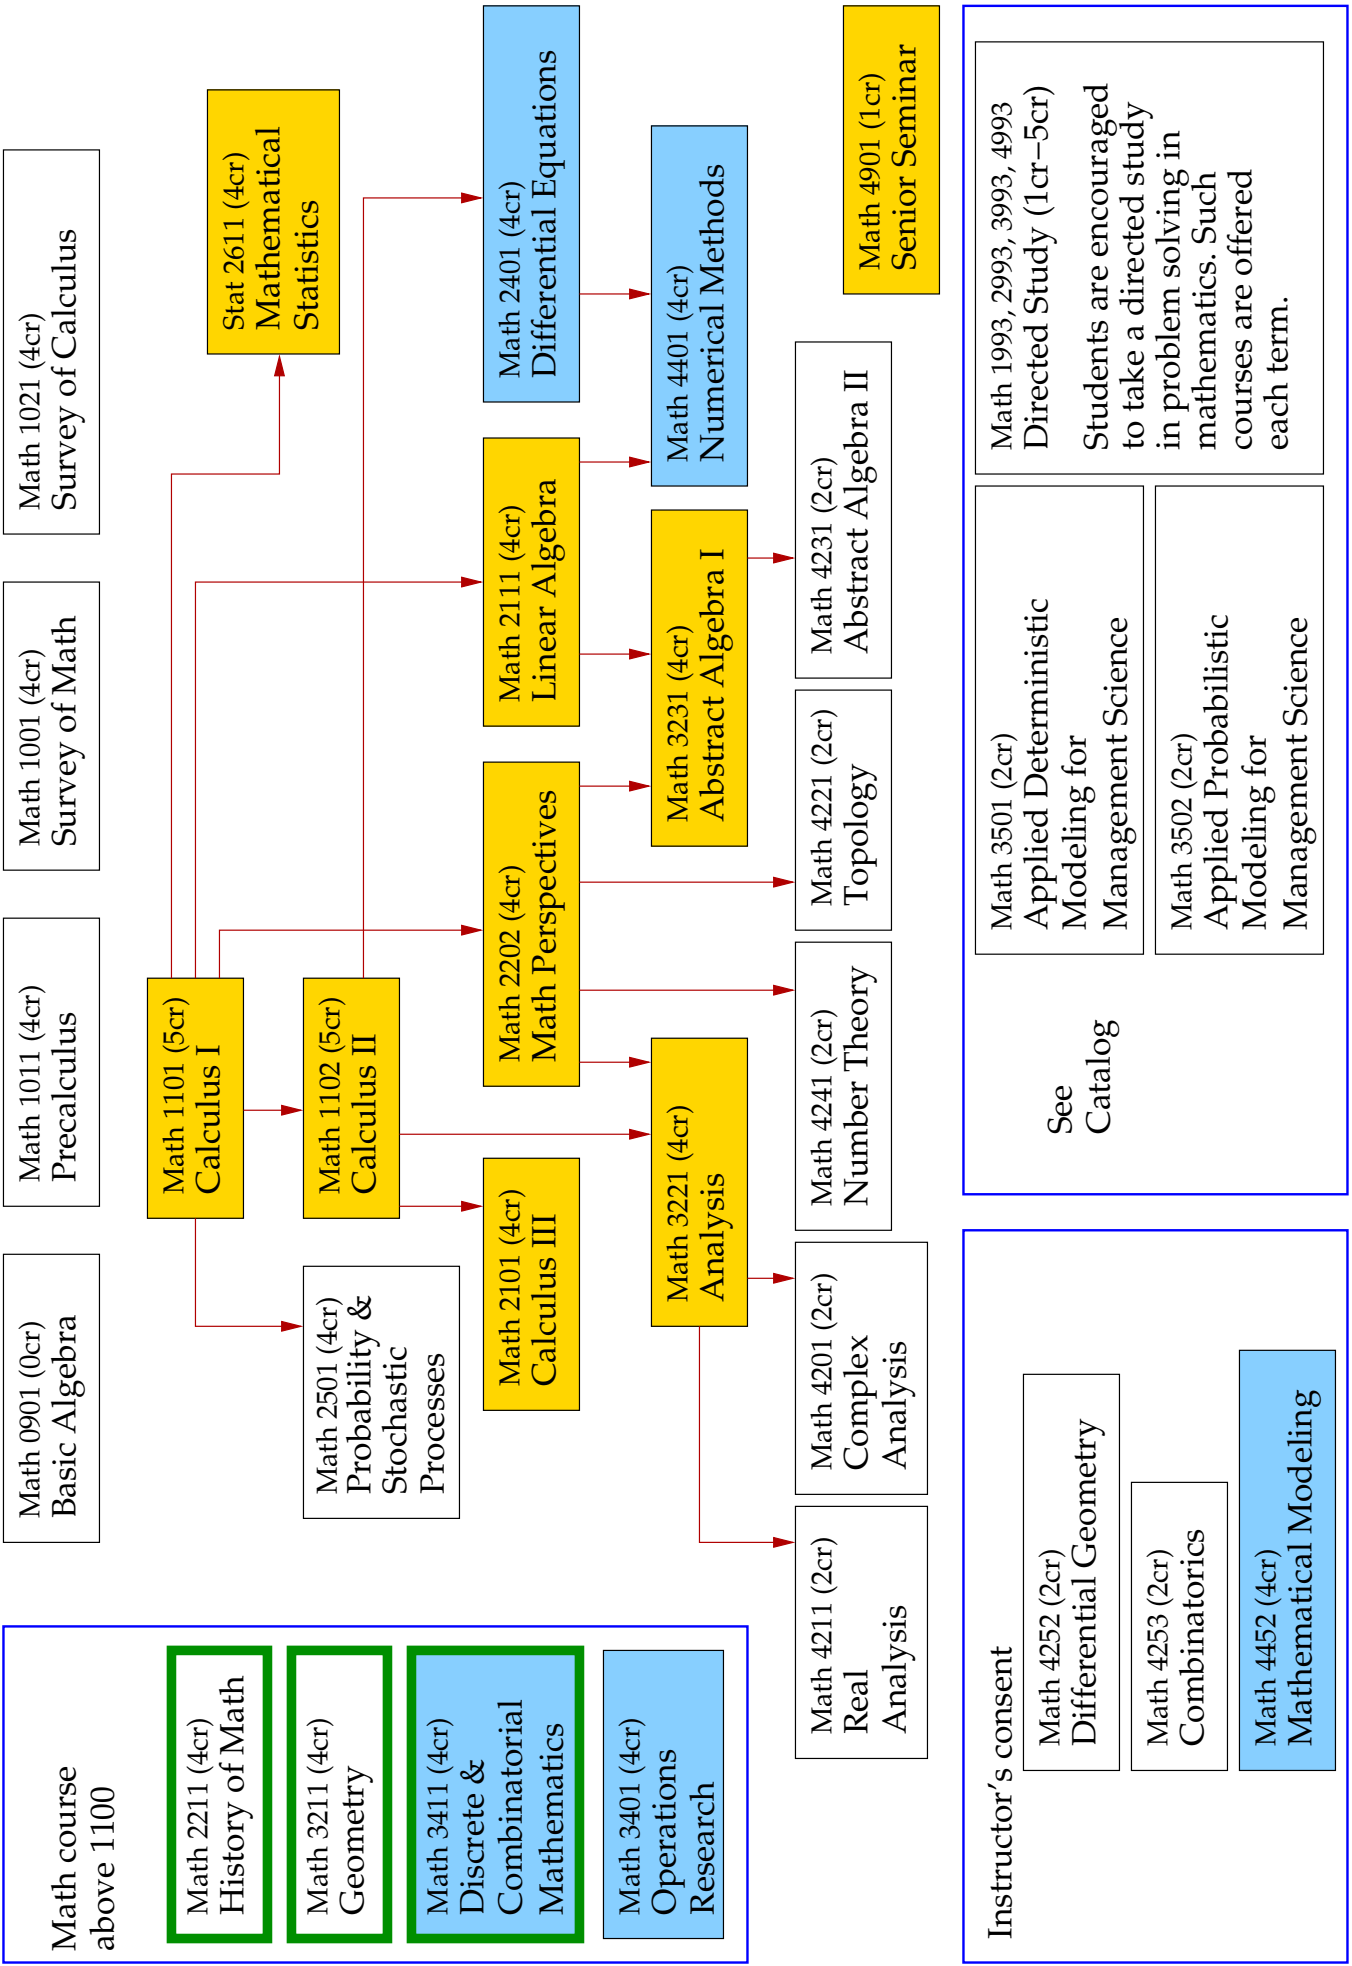 Math course
above 1100
Math 2211 (4cr)
History of Math
Math 3211 (4cr)
Geometry
Math 3411 (4cr)
Discrete &
Combinatorial
Mathematics
Math 3401 (4cr)
Operations
Research
Math 0901 (0cr)
Basic Algebra
Math 1011 (4cr)
Precalculus
Math 1001 (4cr)
Survey of Math
Math 1021 (4cr)
Survey of Calculus
Math 1101 (5cr)
Calculus I
Stat 2611 (4cr)
Mathematical
Statistics
Math 2501 (4cr)
Probability &
Stochastic
Processes
Math 1102 (5cr)
Calculus II
Math 2101 (4cr)
Calculus III
Math 2202 (4cr)
Math Perspectives
Math 2111 (4cr)
Linear Algebra
Math 2401 (4cr)
Differential Equations
Math 3221 (4cr)
Analysis
Math 3231 (4cr)
Abstract Algebra I
Math 4401 (4cr)
Numerical Methods
Math 4211 (2cr)
Real
Analysis
Math 4201 (2cr)
Complex
Analysis
Math 4241 (2cr)
Number Theory
Math 4221 (2cr)
Topology
Math 4231 (2cr)
Abstract Algebra II
Math 4901 (1cr)
Senior Seminar
Instructor's consent
Math 4252 (2cr)
Differential Geometry
Math 4253 (2cr)
Combinatorics
Math 4452 (4cr)
Mathematical Modeling
See
Catalog
Math 3501 (2cr)
Applied Deterministic
Modeling for
Management Science
Math 3502 (2cr)
Applied Probabilistic
Modeling for
Management Science
Math 1993, 2993, 3993, 4993
Directed Study (1cr−5cr)
Students are encouraged
to take a directed study
in problem solving in
mathematics. Such
courses are offered
each term.